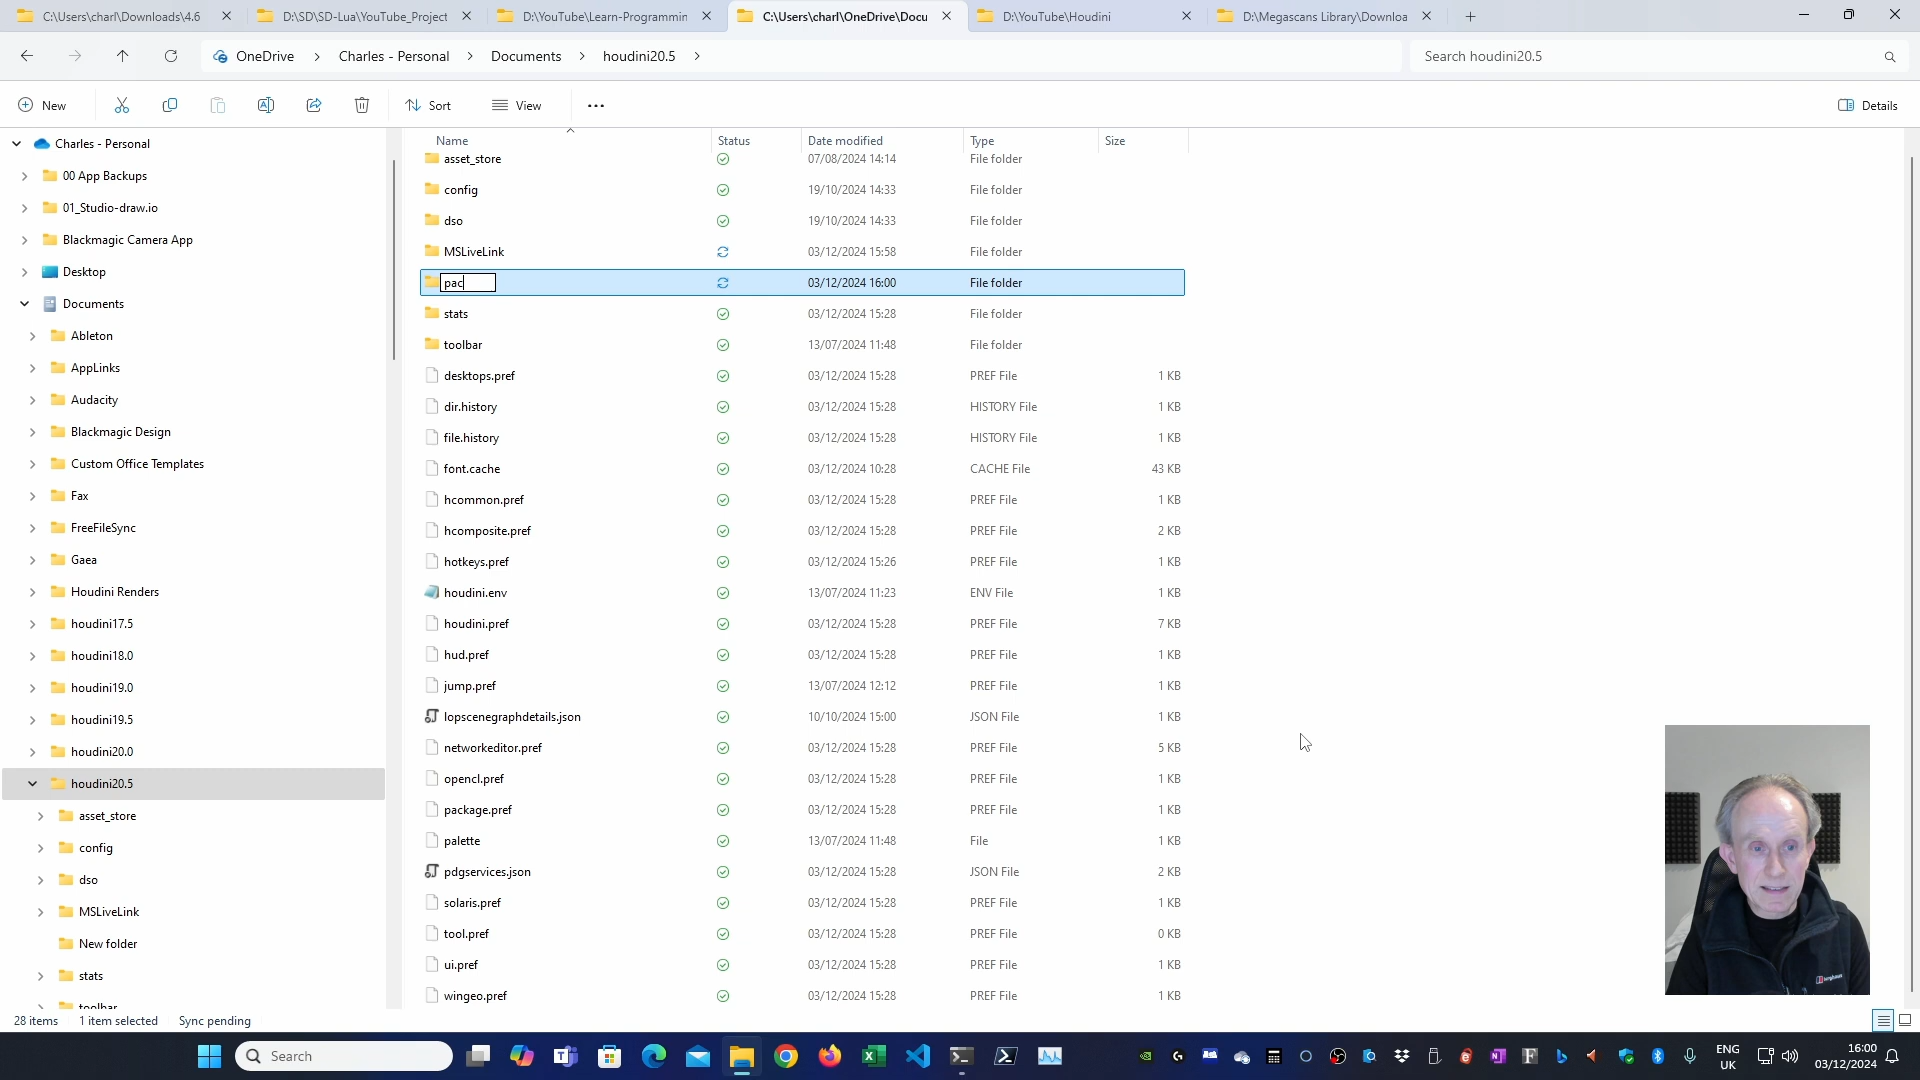 C:\Users\charl\Downloads\4.6
D:\SD\SD-Lua\YouTube_Project
D:\YouTube\Learn-Programmin
C:\Users\charl\OneDrive\Docu
D:\YouTube\Houdini
D:\Megascans Library\Downloa
OneDrive > Charles - Personal > Documents > houdini20.5 >
Search houdini20.5
New
Sort
View
Details
Charles - Personal
00 App Backups
01_Studio-draw.io
Blackmagic Camera App
Desktop
Documents
Ableton
AppLinks
Audacity
Blackmagic Design
Custom Office Templates
Fax
FreeFileSync
Gaea
Houdini Renders
houdini17.5
houdini18.0
houdini19.0
houdini19.5
houdini20.0
houdini20.5
asset_store
config
dso
MSLiveLink
New folder
stats
toolbar
Name Status Date modified Type Size
asset_store 07/08/2024 14:14 File folder
config 19/10/2024 14:33 File folder
dso 19/10/2024 14:33 File folder
MSLiveLink 03/12/2024 15:58 File folder
pac 03/12/2024 16:00 File folder
stats 03/12/2024 15:28 File folder
toolbar 13/07/2024 11:48 File folder
desktops.pref 03/12/2024 15:28 PREF File 1 KB
dir.history 03/12/2024 15:28 HISTORY File 1 KB
file.history 03/12/2024 15:28 HISTORY File 1 KB
font.cache 03/12/2024 10:28 CACHE File 43 KB
hcommon.pref 03/12/2024 15:28 PREF File 1 KB
hcomposite.pref 03/12/2024 15:28 PREF File 2 KB
hotkeys.pref 03/12/2024 15:26 PREF File 1 KB
houdini.env 13/07/2024 11:23 ENV File 1 KB
houdini.pref 03/12/2024 15:28 PREF File 7 KB
hud.pref 03/12/2024 15:28 PREF File 1 KB
jump.pref 13/07/2024 12:12 PREF File 1 KB
lopscenegraphdetails.json 10/10/2024 15:00 JSON File 1 KB
networkeditor.pref 03/12/2024 15:28 PREF File 5 KB
opencl.pref 03/12/2024 15:28 PREF File 1 KB
package.pref 03/12/2024 15:28 PREF File 1 KB
palette 13/07/2024 11:48 File 1 KB
pdgservices.json 03/12/2024 15:28 JSON File 2 KB
solaris.pref 03/12/2024 15:28 PREF File 1 KB
tool.pref 03/12/2024 15:28 PREF File 0 KB
ui.pref 03/12/2024 15:28 PREF File 1 KB
wingeo.pref 03/12/2024 15:28 PREF File 1 KB
28 items 1 item selected Sync pending
Search
ENG
UK
16:00
03/12/2024